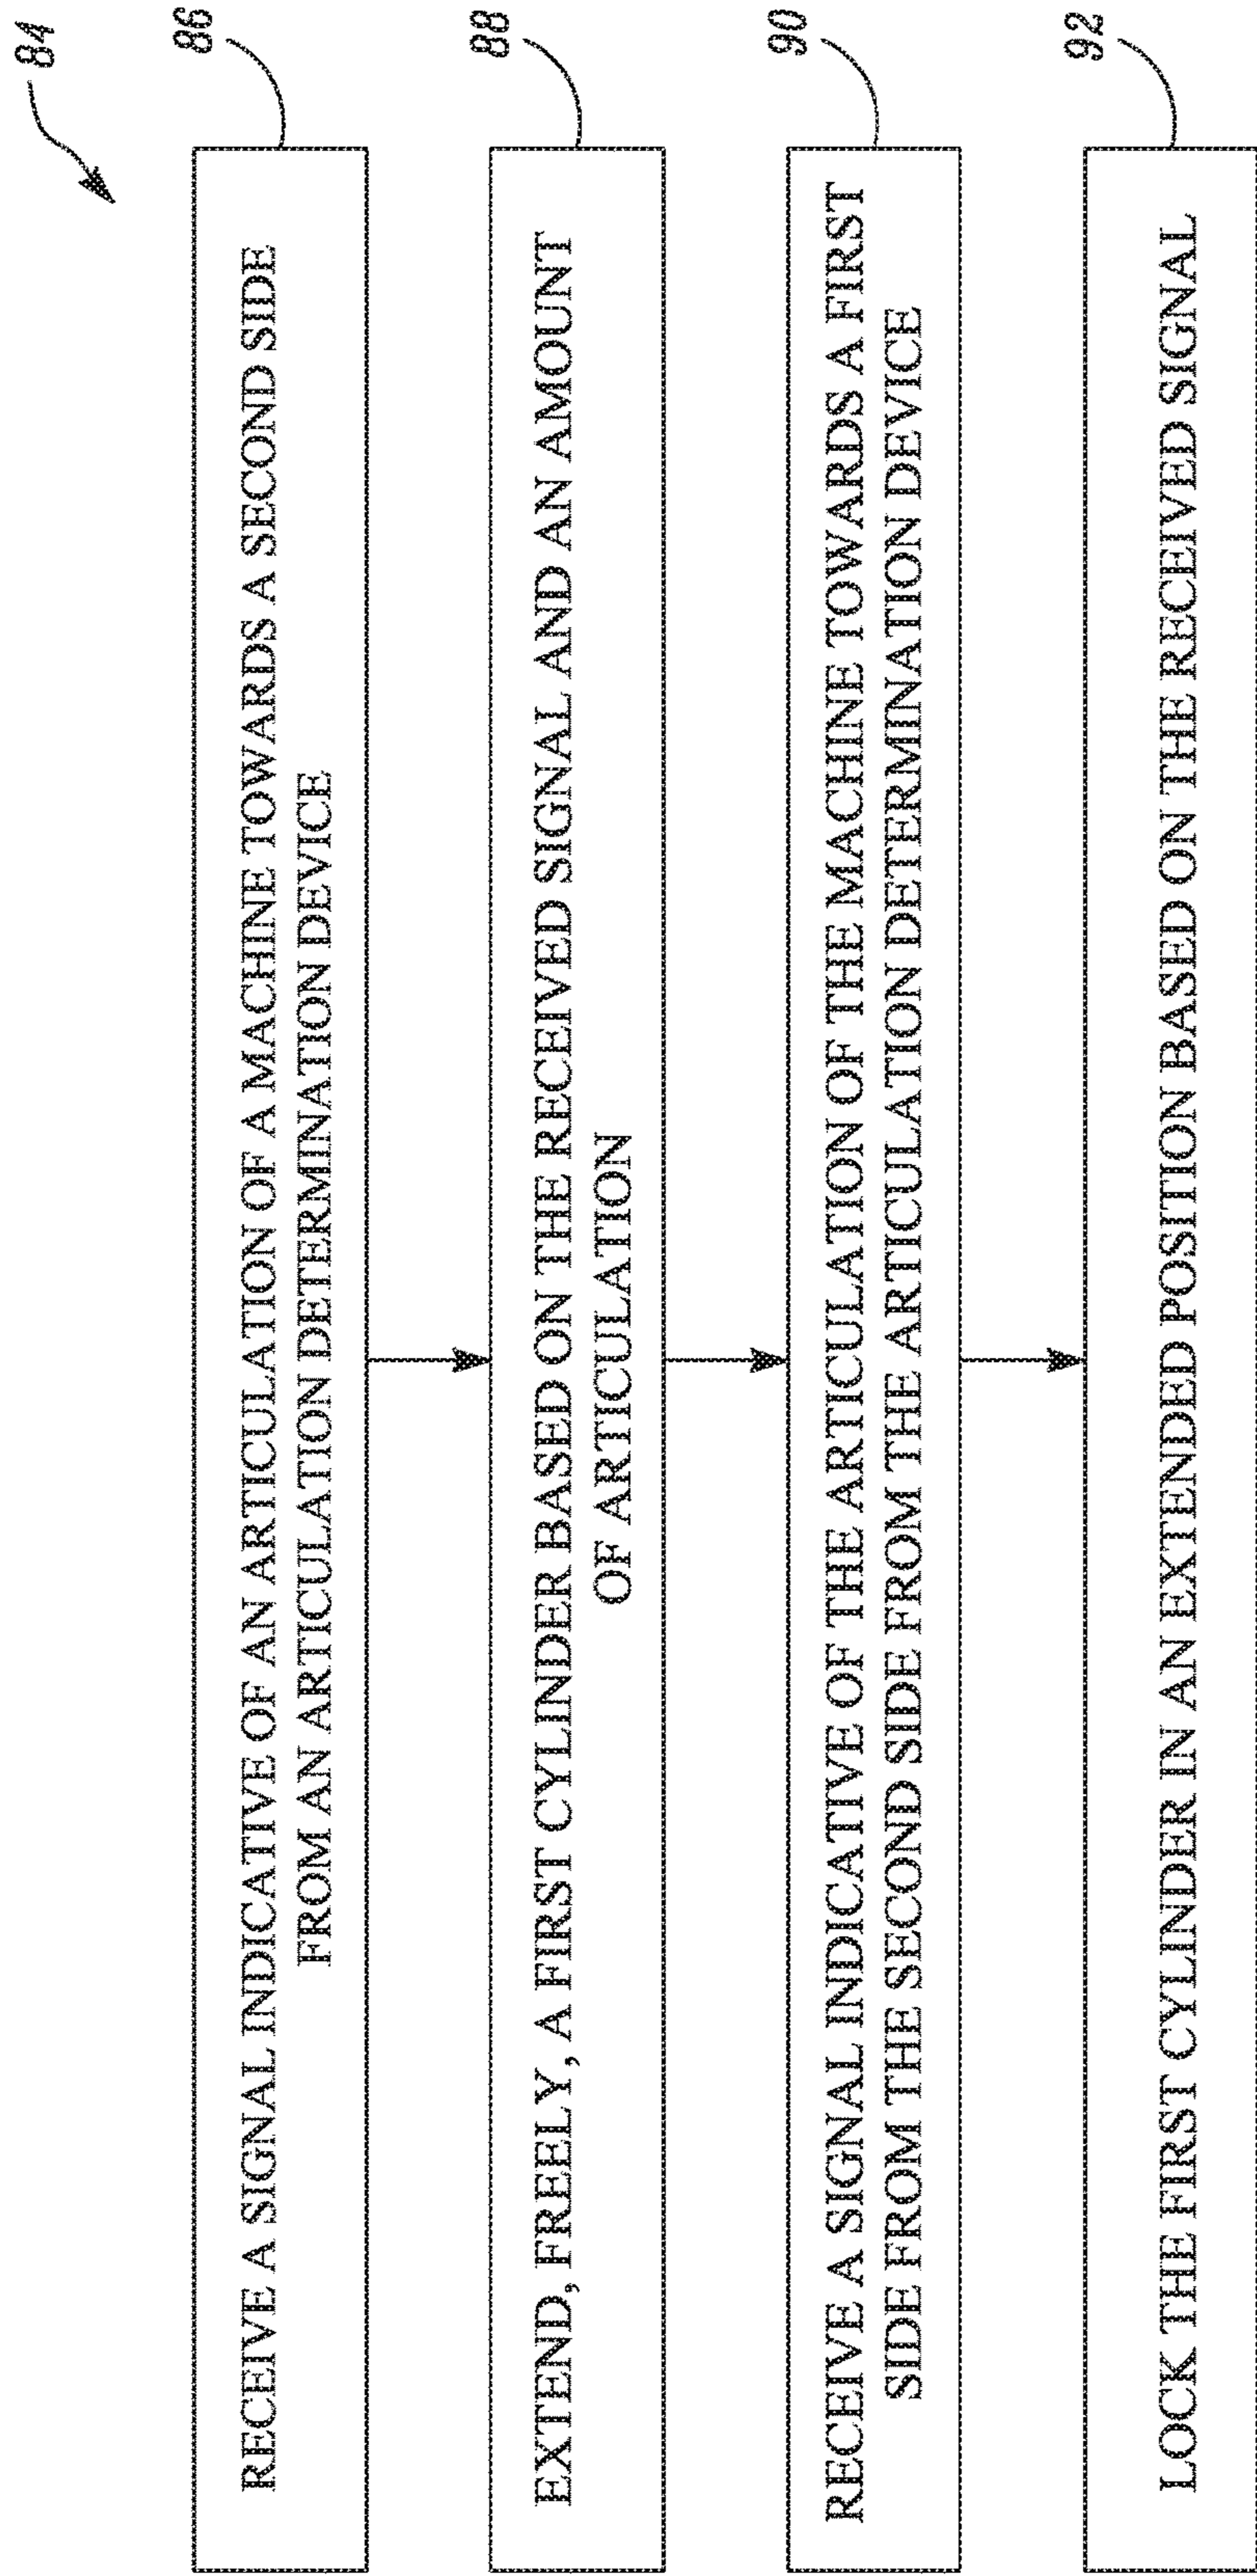 84
86
RECEIVE A SIGNAL INDICATIVE OF AN ARTICULATION OF A MACHINE TOWARDS A SECOND SIDE
FROM AN ARTICULATION DETERMINATION DEVICE
88
EXTEND, FREELY, A FIRST CYLINDER BASED ON THE RECEIVED SIGNAL AND AN AMOUNT
OF ARTICULATION
90
RECEIVE A SIGNAL INDICATIVE OF THE ARTICULATION OF THE MACHINE TOWARDS A FIRST
SIDE FROM THE SECOND SIDE FROM THE ARTICULATION DETERMINATION DEVICE
92
LOCK THE FIRST CYLINDER IN AN EXTENDED POSITION BASED ON THE RECEIVED SIGNAL